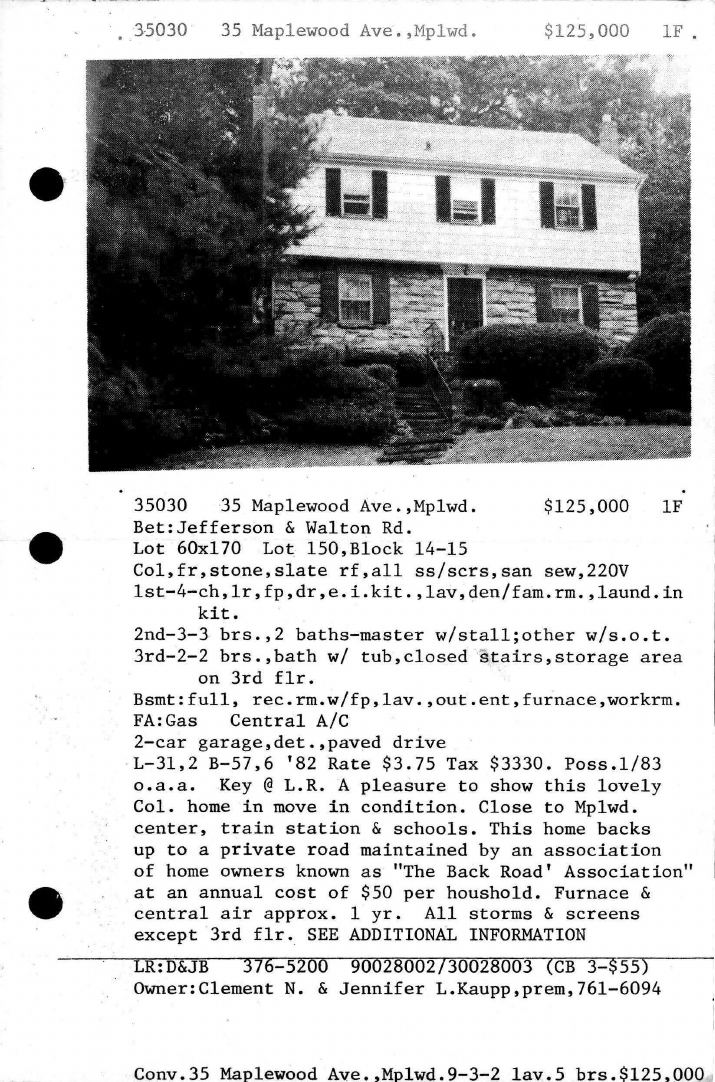 35030 35 Maplewood Ave.,Mplwd. $125,000 1F
35030 35 Maplewood Ave.,Mplwd. $125,000 1F
Bet:Jefferson & Walton Rd.
Lot 60x170 Lot 150,Block 14-15
Col,fr,stone,slate rf,all ss/scrs,san sew,220V
1st-4-ch,lr,fp,dr,e.i.kit.,lav,den/fam.rm.,laund.in
kit.
2nd-3-3 brs.,2 baths-master w/stall;other w/s.o.t.
3rd-2-2 brs.,bath w/ tub,closed stairs,storage area
on 3rd flr.
Bsmt:full, rec.rm.w/fp,lav.,out.ent,furnace,workrm.
FA:Gas Central A/C
2-car garage,det.,paved drive
L-31,2 B-57,6 '82 Rate $3.75 Tax $3330. Poss.1/83
o.a.a. Key @ L.R. A pleasure to show this lovely
Col. home in move in condition. Close to Mplwd.
center, train station & schools. This home backs
up to a private road maintained by an association
of home owners known as "The Back Road' Association"
at an annual cost of $50 per houshold. Furnace &
central air approx. 1 yr. All storms & screens
except 3rd flr. SEE ADDITIONAL INFORMATION
LR:D&JB 376-5200 90028002/30028003 (CB 3-$55)
Owner:Clement N. & Jennifer L.Kaupp,prem,761-6094
Conv.35 Maplewood Ave.,Mplwd.9-3-2 lav.5 brs.$125,000